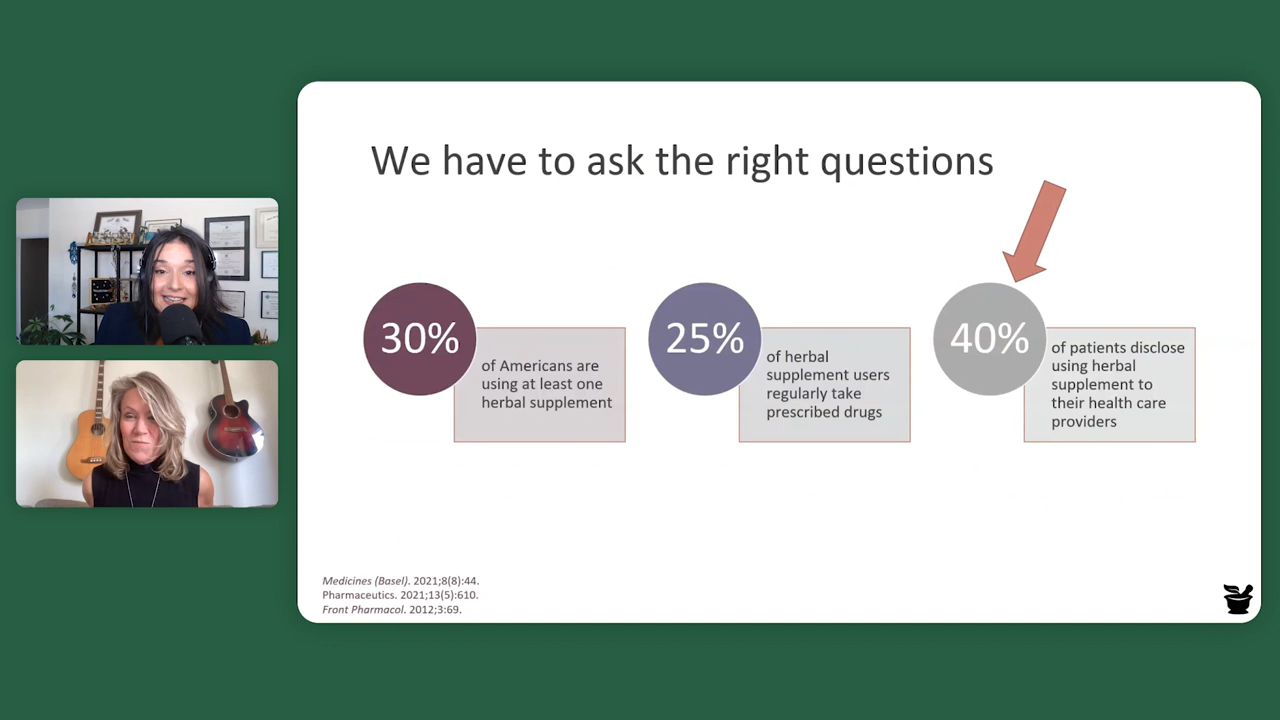 We have to ask the right questions
30%
of Americans are
using at least one
herbal supplement
25%
of herbal
supplement users
regularly take
prescribed drugs
40%
of patients disclose
using herbal
supplement to
their health care
providers
Medicines (Basel). 2021;8(8):44.
Pharmaceutics. 2021;13(5):610.
Front Pharmacol. 2012;3:69.